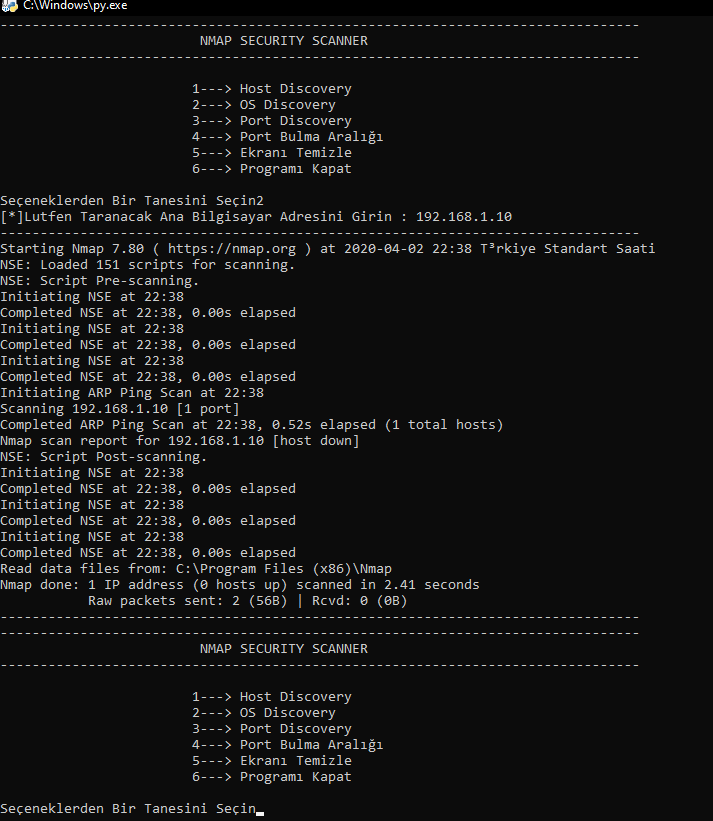 C:\Windows\py.exe
--------------------------------------------------------------------------------
NMAP SECURITY SCANNER
--------------------------------------------------------------------------------
1---> Host Discovery
2---> OS Discovery
3---> Port Discovery
4---> Port Bulma Aralığı
5---> Ekranı Temizle
6---> Programı Kapat
Seçeneklerden Bir Tanesini Seçin2
[*]Lutfen Taranacak Ana Bilgisayar Adresini Girin : 192.168.1.10
--------------------------------------------------------------------------------
Starting Nmap 7.80 ( https://nmap.org ) at 2020-04-02 22:38 T³rkiye Standart Saati
NSE: Loaded 151 scripts for scanning.
NSE: Script Pre-scanning.
Initiating NSE at 22:38
Completed NSE at 22:38, 0.00s elapsed
Initiating NSE at 22:38
Completed NSE at 22:38, 0.00s elapsed
Initiating NSE at 22:38
Completed NSE at 22:38, 0.00s elapsed
Initiating ARP Ping Scan at 22:38
Scanning 192.168.1.10 [1 port]
Completed ARP Ping Scan at 22:38, 0.52s elapsed (1 total hosts)
Nmap scan report for 192.168.1.10 [host down]
NSE: Script Post-scanning.
Initiating NSE at 22:38
Completed NSE at 22:38, 0.00s elapsed
Initiating NSE at 22:38
Completed NSE at 22:38, 0.00s elapsed
Initiating NSE at 22:38
Completed NSE at 22:38, 0.00s elapsed
Read data files from: C:\Program Files (x86)\Nmap
Nmap done: 1 IP address (0 hosts up) scanned in 2.41 seconds
Raw packets sent: 2 (56B) | Rcvd: 0 (0B)
--------------------------------------------------------------------------------
--------------------------------------------------------------------------------
NMAP SECURITY SCANNER
--------------------------------------------------------------------------------
1---> Host Discovery
2---> OS Discovery
3---> Port Discovery
4---> Port Bulma Aralığı
5---> Ekranı Temizle
6---> Programı Kapat
Seçeneklerden Bir Tanesini Seçin